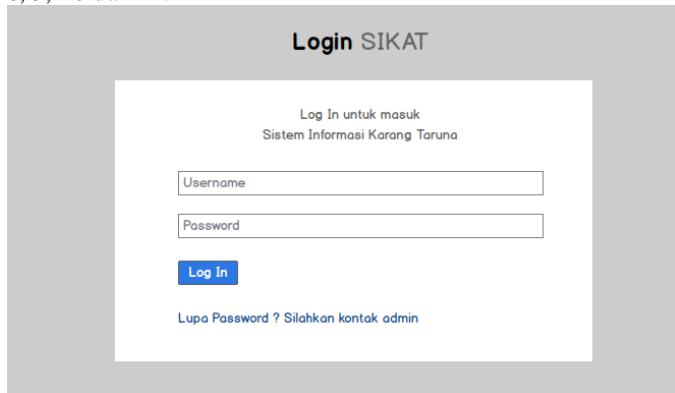 Login SIKAT
Log In untuk masuk
Sistem Informasi Karang Taruna
Username
Password
Log In
Lupa Password ? Silahkan kontak admin